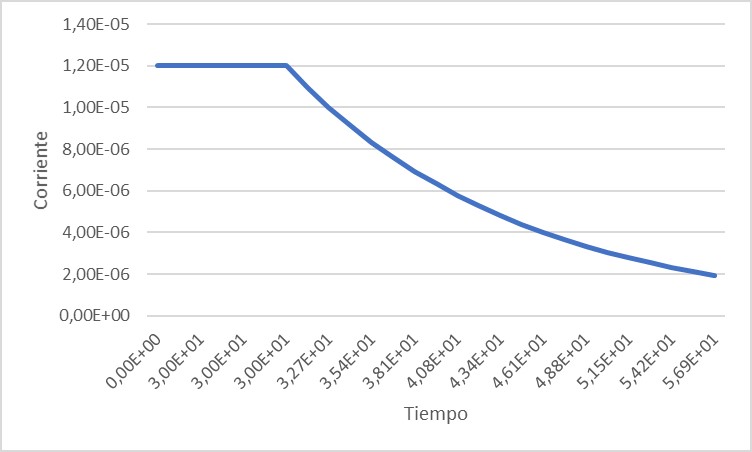 1,40E-05
1,20E-05
1,00E-05
8,00E-06
6,00E-06
4,00E-06
2,00E-06
0,00E+00
Corriente
0,00E+00
3,00E+01
3,00E+01
3,00E+01
3,27E+01
3,54E+01
3,81E+01
4,08E+01
4,34E+01
4,61E+01
4,88E+01
5,15E+01
5,42E+01
5,69E+01
Tiempo